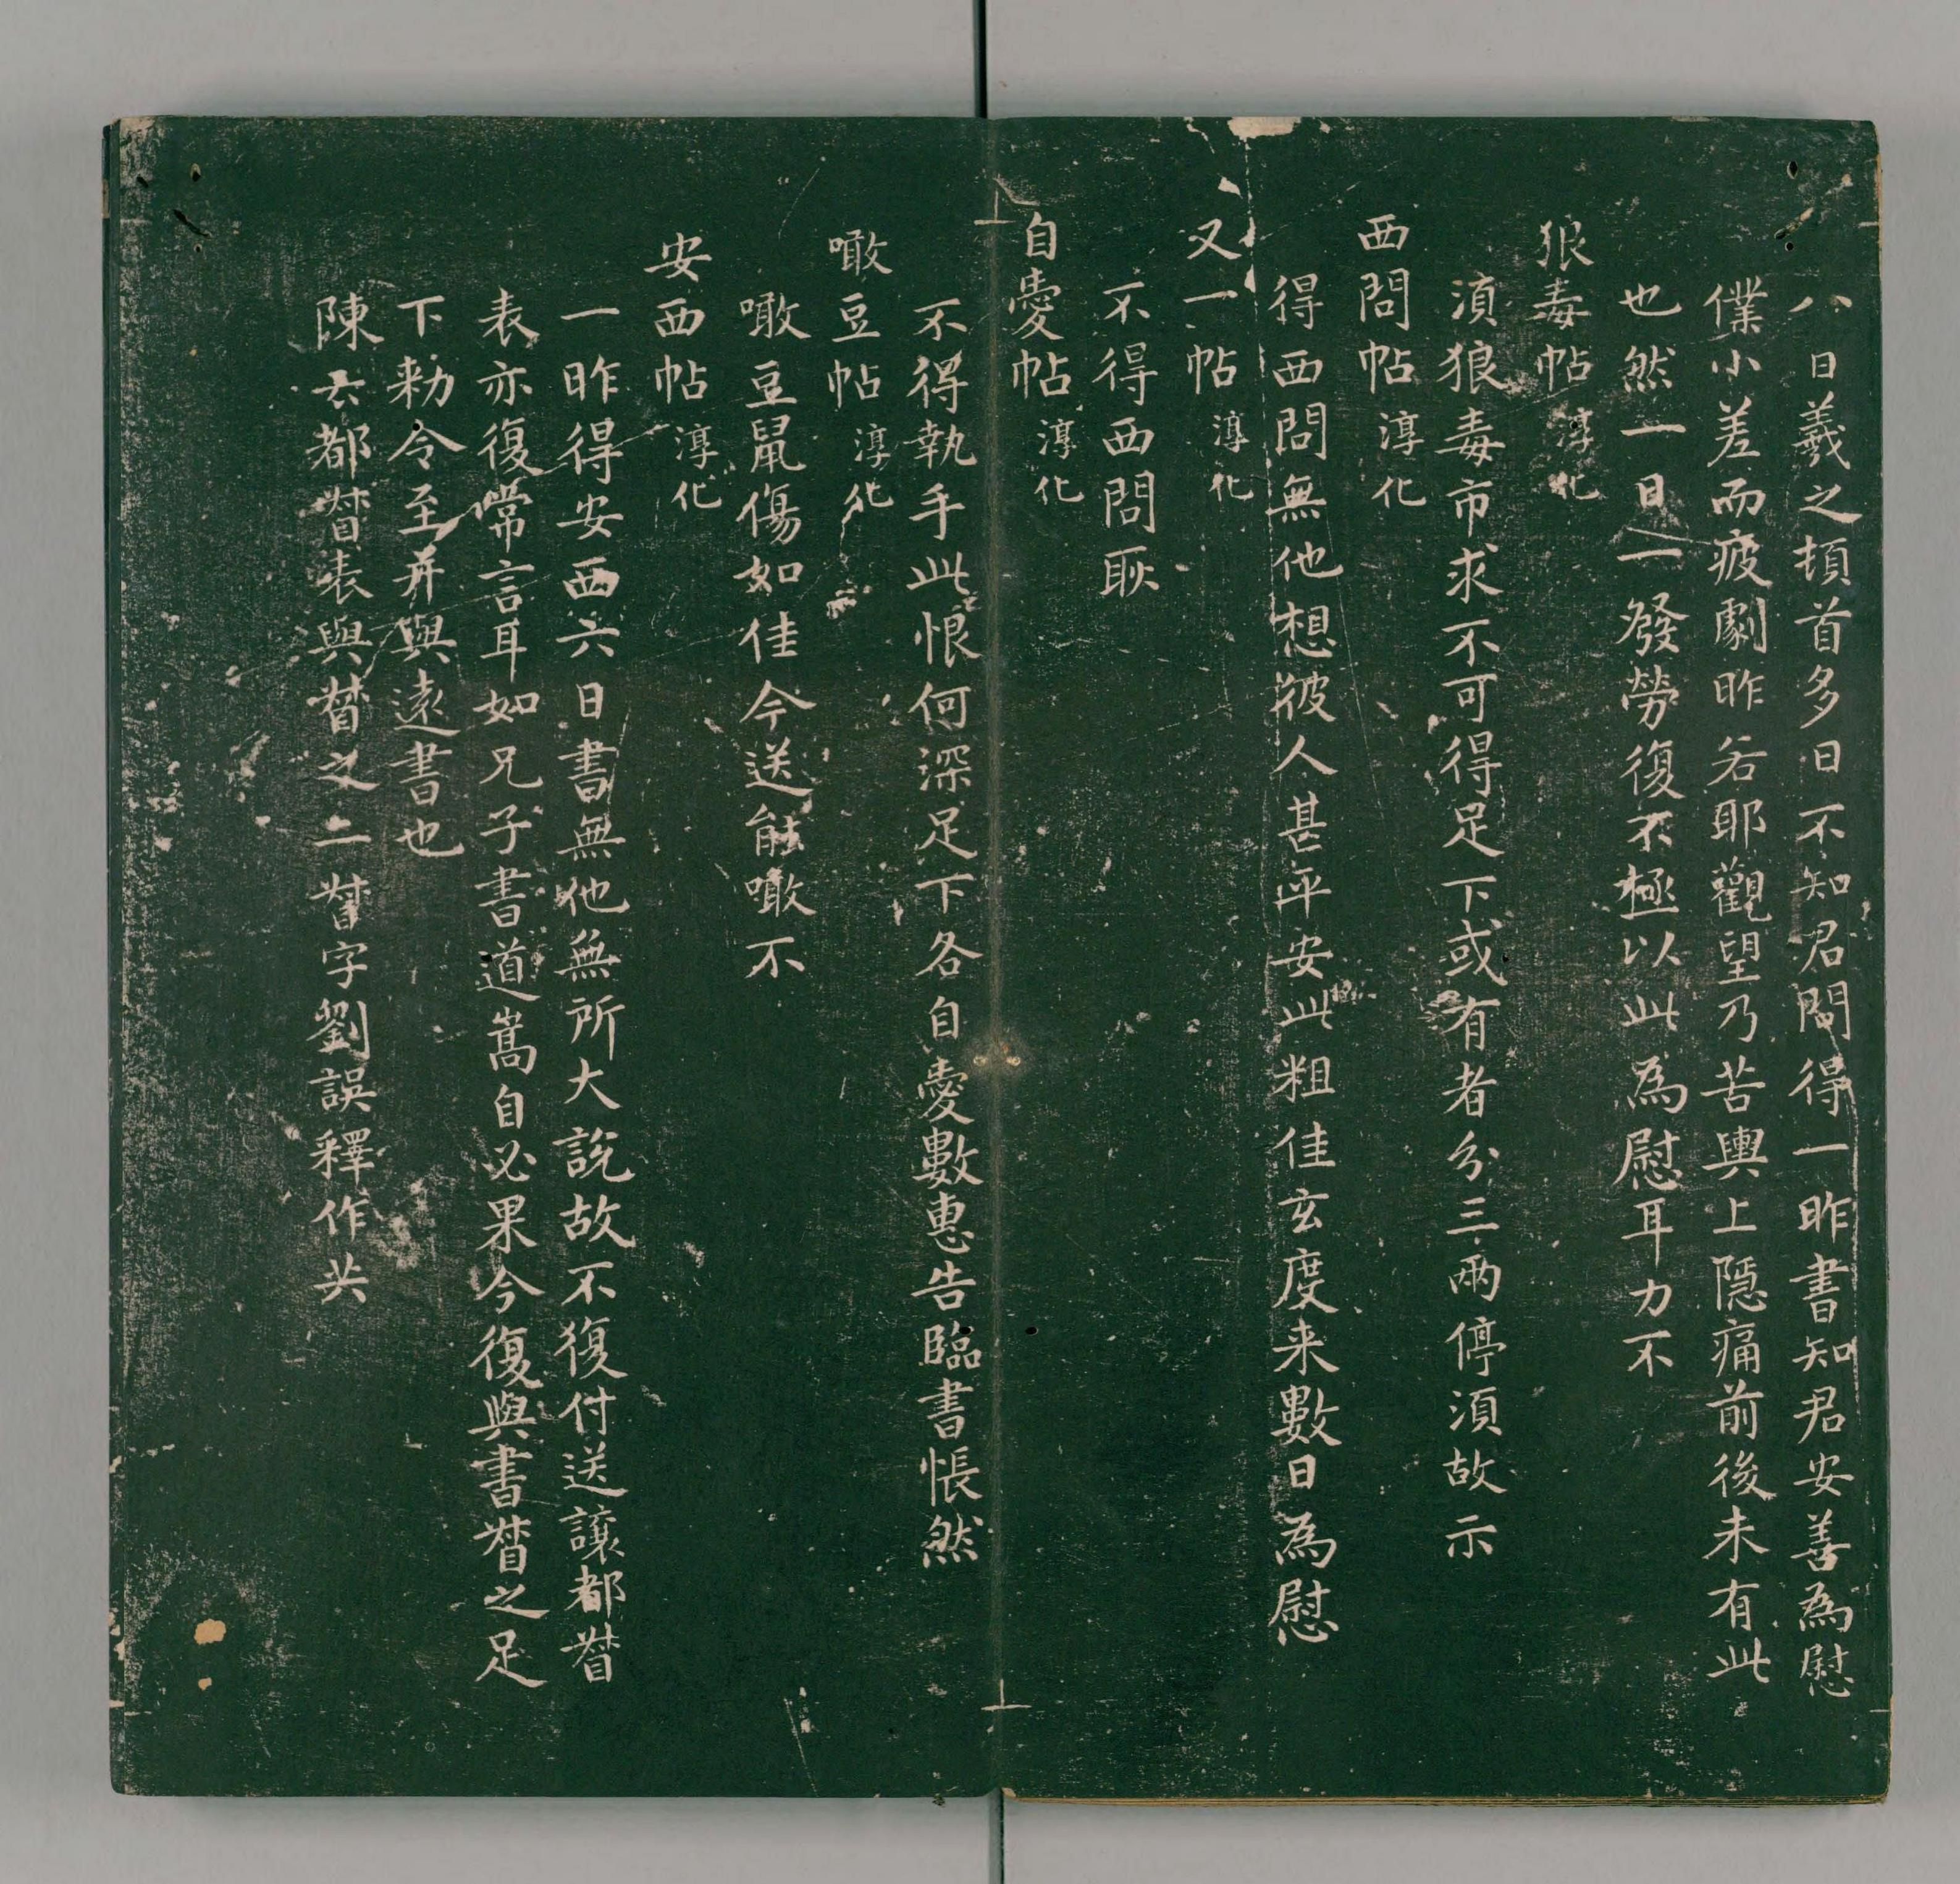 八日羲之頓首多日不知君問得一昨書知君安善為慰
僕小差而疲劇昨若耶觀望乃苦輿上隱痛前後未有此
也然一日一發勞復不極以此為慰耳力不
狼毒帖 淳化
湏狼毒市求不可得足下或有者分三兩停湏故示
西問帖 淳化
得西問無他想彼人甚平安此粗佳玄度来數日為慰
又一帖 淳化
不得西問耿
自愛帖 淳化
不得執手此恨何深足下各自愛數惠告臨書悵然
噉豆帖 淳化
噉豆鼠傷如佳今送能噉不
安西帖 淳化
一昨得安西六日書無他無所大說故不復付送讓都督
表亦復常言耳如兄子書道嵩自必果今復與書督之足
下勑令至并與遠書也
陳云都督表與督之二督字劉誤釋作共